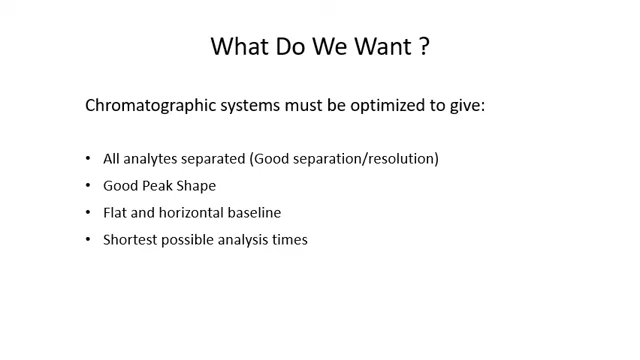 What Do We Want ?
Chromatographic systems must be optimized to give:
• All analytes separated (Good separation/resolution)
• Good Peak Shape
• Flat and horizontal baseline
• Shortest possible analysis times